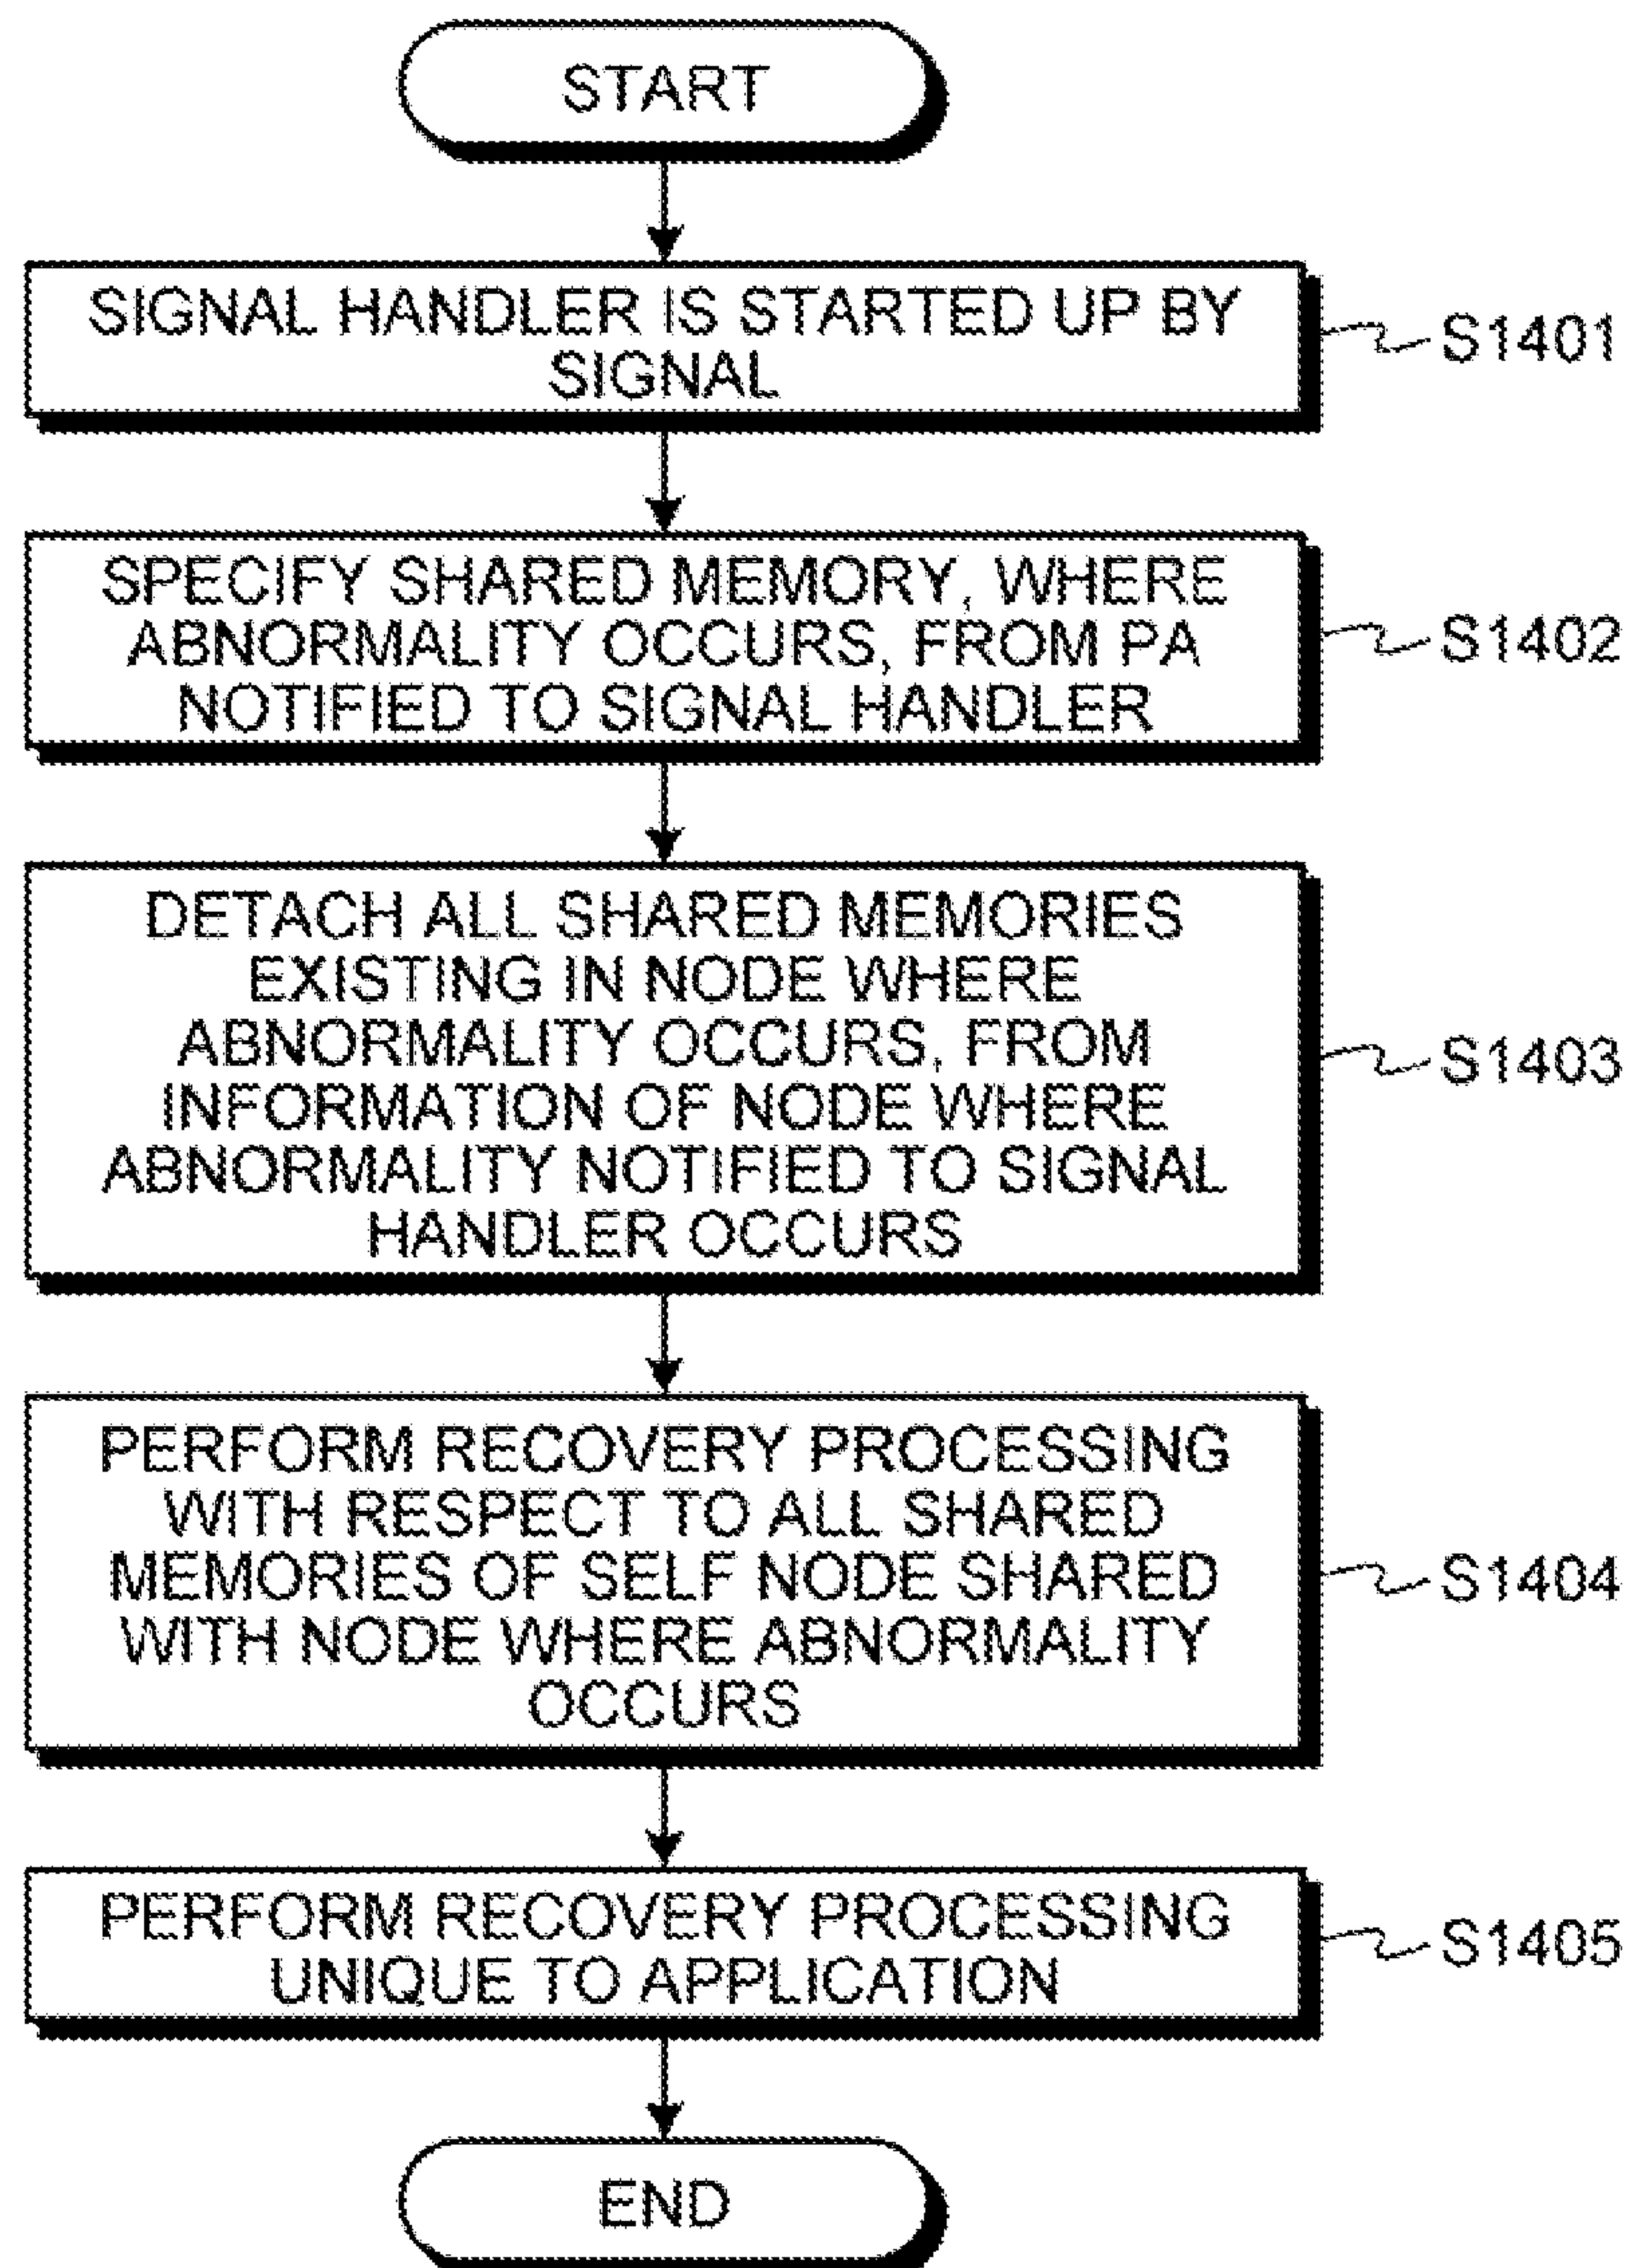 START
SIGNAL HANDLER IS STARTED UP BY
SIGNAL
S1401
SPECIFY SHARED MEMORY, WHERE
ABNORMALITY OCCURS, FROM PA
NOTIFIED TO SIGNAL HANDLER
S1402
DETACH ALL SHARED MEMORIES
EXISTING IN NODE WHERE
ABNORMALITY OCCURS, FROM
INFORMATION OF NODE WHERE
ABNORMALITY NOTIFIED TO SIGNAL
HANDLER OCCURS
S1403
PERFORM RECOVERY PROCESSING
WITH RESPECT TO ALL SHARED
MEMORIES OF SELF NODE SHARED
WITH NODE WHERE ABNORMALITY
OCCURS
S1404
PERFORM RECOVERY PROCESSING
UNIQUE TO APPLICATION
S1405
END